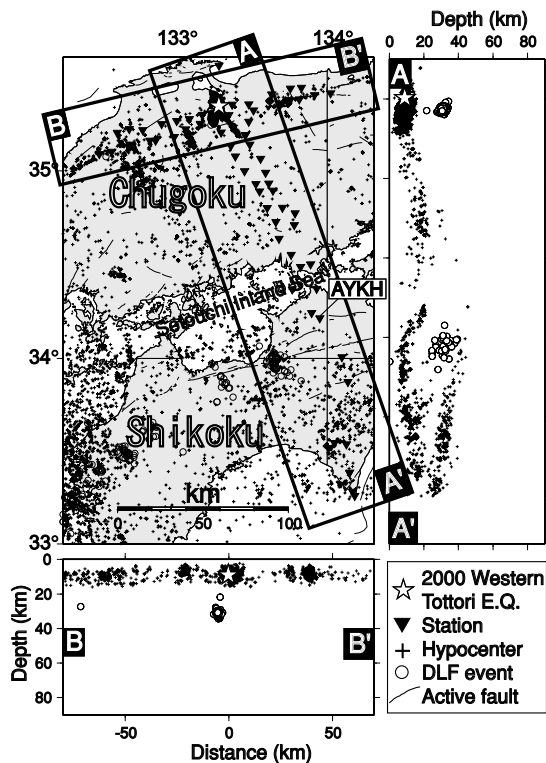 Depth (km)
133° 134° 0 20 40 60 80
A B' A
B
35°
Chugoku
Setouchi Inland Sea
AYKH
34°
Shikoku
km
0 50 100
A'
33° A'
0
20
40
60
80
Depth (km)
B B'
-50 0 50
Distance (km)
2000 Western
Tottori E.Q.
Station
Hypocenter
DLF event
Active fault